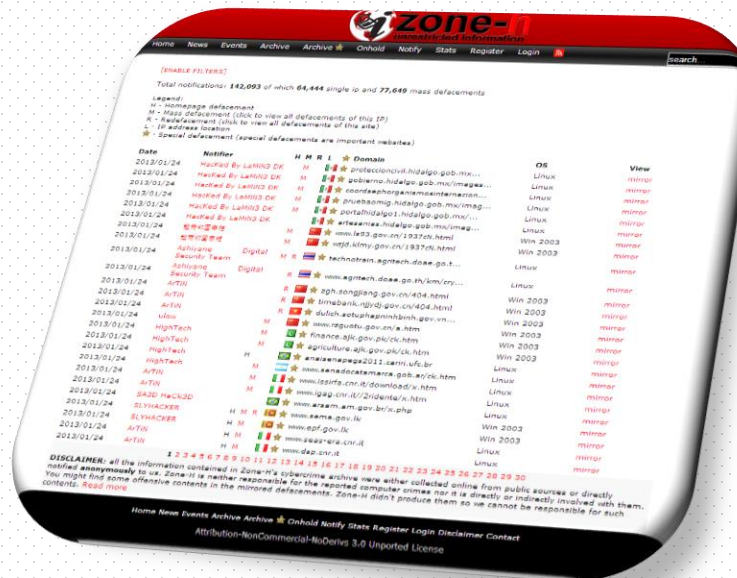 zone-h
unrestricted information
Home News Events Archive Archive Onhold Notify Stats Register Login
search...
[ENABLE FILTERS]
Total notifications: 142,093 of which 64,444 single ip and 77,649 mass defacements
Legend:
H - Homepage defacement
M - Mass defacement (click to view all defacements of this IP)
R - Redefacement (click to view all defacements of this site)
L - IP address location
- Special defacement (special defacements are important websites)
Date Notifier H M R L Domain OS View
2013/01/24 HacKed By LaMiN3 DK M proteccioncivil.hidalgo.gob.mx... Linux mirror
2013/01/24 HacKed By LaMiN3 DK M gobierno.hidalgo.gob.mx/images... Linux mirror
2013/01/24 HacKed By LaMiN3 DK M Linux mirror
2013/01/24 HacKed By LaMiN3 DK M pruebaomig.hidalgo.gob.mx/imag... Linux mirror
2013/01/24 HacKed By LaMiN3 DK M portalhidalgo1.hidalgo.gob.mx/... Linux mirror
2013/01/24 HacKed By LaMiN3 DK artesanias.hidalgo.gob.mx/imag... Linux mirror
2013/01/24 M www.la93.gov.cn/1937cn.html Win 2003 mirror
2013/01/24 M wsjd.klmy.gov.cn/1937cN.html Win 2003 mirror
2013/01/24 Ashiyane Digital Security Team M R technotrain.agritech.doae.go.t... Linux mirror
2013/01/24 Ashiyane Digital Security Team R www.agritech.doae.go.th/km/cry... Linux mirror
2013/01/24 ArTiN R zgh.songjiang.gov.cn/404.html Win 2003 mirror
2013/01/24 ArTiN R timebank.njydj.gov.cn/404.html Win 2003 mirror
2013/01/24 ArTiN R dulich.sotuphapninhbinh.gov.vn... Win 2003 mirror
2013/01/24 ulow M www.rsguotu.gov.cn/a.htm Win 2003 mirror
2013/01/24 HighTech M finance.ajk.gov.pk/ck.htm Win 2003 mirror
2013/01/24 HighTech M agriculture.ajk.gov.pk/ck.htm Win 2003 mirror
2013/01/24 HighTech H anaisenapegs2011.carin.ufc.br Linux mirror
2013/01/24 HighTech M www.senadocatamarca.gob.ar/ck.htm Linux mirror
2013/01/24 ArTiN M www.issirfa.cnr.it/download/x.htm Linux mirror
2013/01/24 ArTiN M www.igag.cnr.it//2ridente/x.htm Linux mirror
2013/01/24 SA3D HaCk3D arsam.am.gov.br/x.php Linux mirror
2013/01/24 SLYHACKER H M R www.sema.gov.lk Linux mirror
2013/01/24 SLYHACKER H M www.epf.gov.lk Win 2003 mirror
2013/01/24 ArTiN H M www.seas-era.cnr.it Linux mirror
2013/01/24 ArTiN H M www.dap.cnr.it Linux mirror
1 2 3 4 5 6 7 8 9 10 11 12 13 14 15 16 17 18 19 20 21 22 23 24 25 26 27 28 29 30
DISCLAIMER: all the information contained in Zone-H's cybercrime archive were either collected online from public sources or directly
notified anonymously to us. Zone-H is neither responsible for the reported computer crimes nor it is directly or indirectly involved with them.
You might find some offensive contents in the mirrored defacements. Zone-H didn't produce them so we cannot be responsible for such
contents. Read more
Home News Events Archive Archive Onhold Notify Stats Register Login Disclaimer Contact
Attribution-NonCommercial-NoDerivs 3.0 Unported License